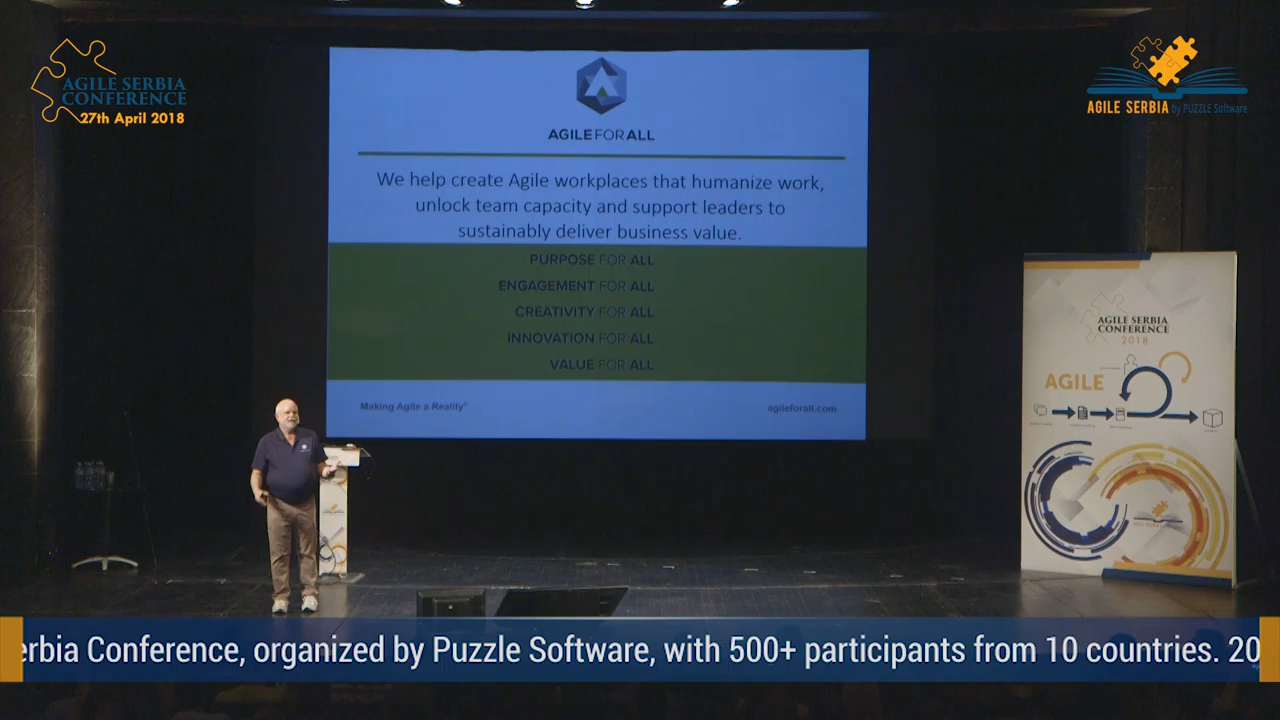 AGILE SERBIA
CONFERENCE
27th April 2018
AGILE SERBIA by PUZZLE Software
AGILEFORALL
We help create Agile workplaces that humanize work,
unlock team capacity and support leaders to
sustainably deliver business value.
PURPOSE FOR ALL
ENGAGEMENT FOR ALL
CREATIVITY FOR ALL
INNOVATION FOR ALL
VALUE FOR ALL
Making Agile a Reality®
agileforall.com
AGILE SERBIA
CONFERENCE
2018
AGILE
erbia Conference, organized by Puzzle Software, with 500+ participants from 10 countries. 20